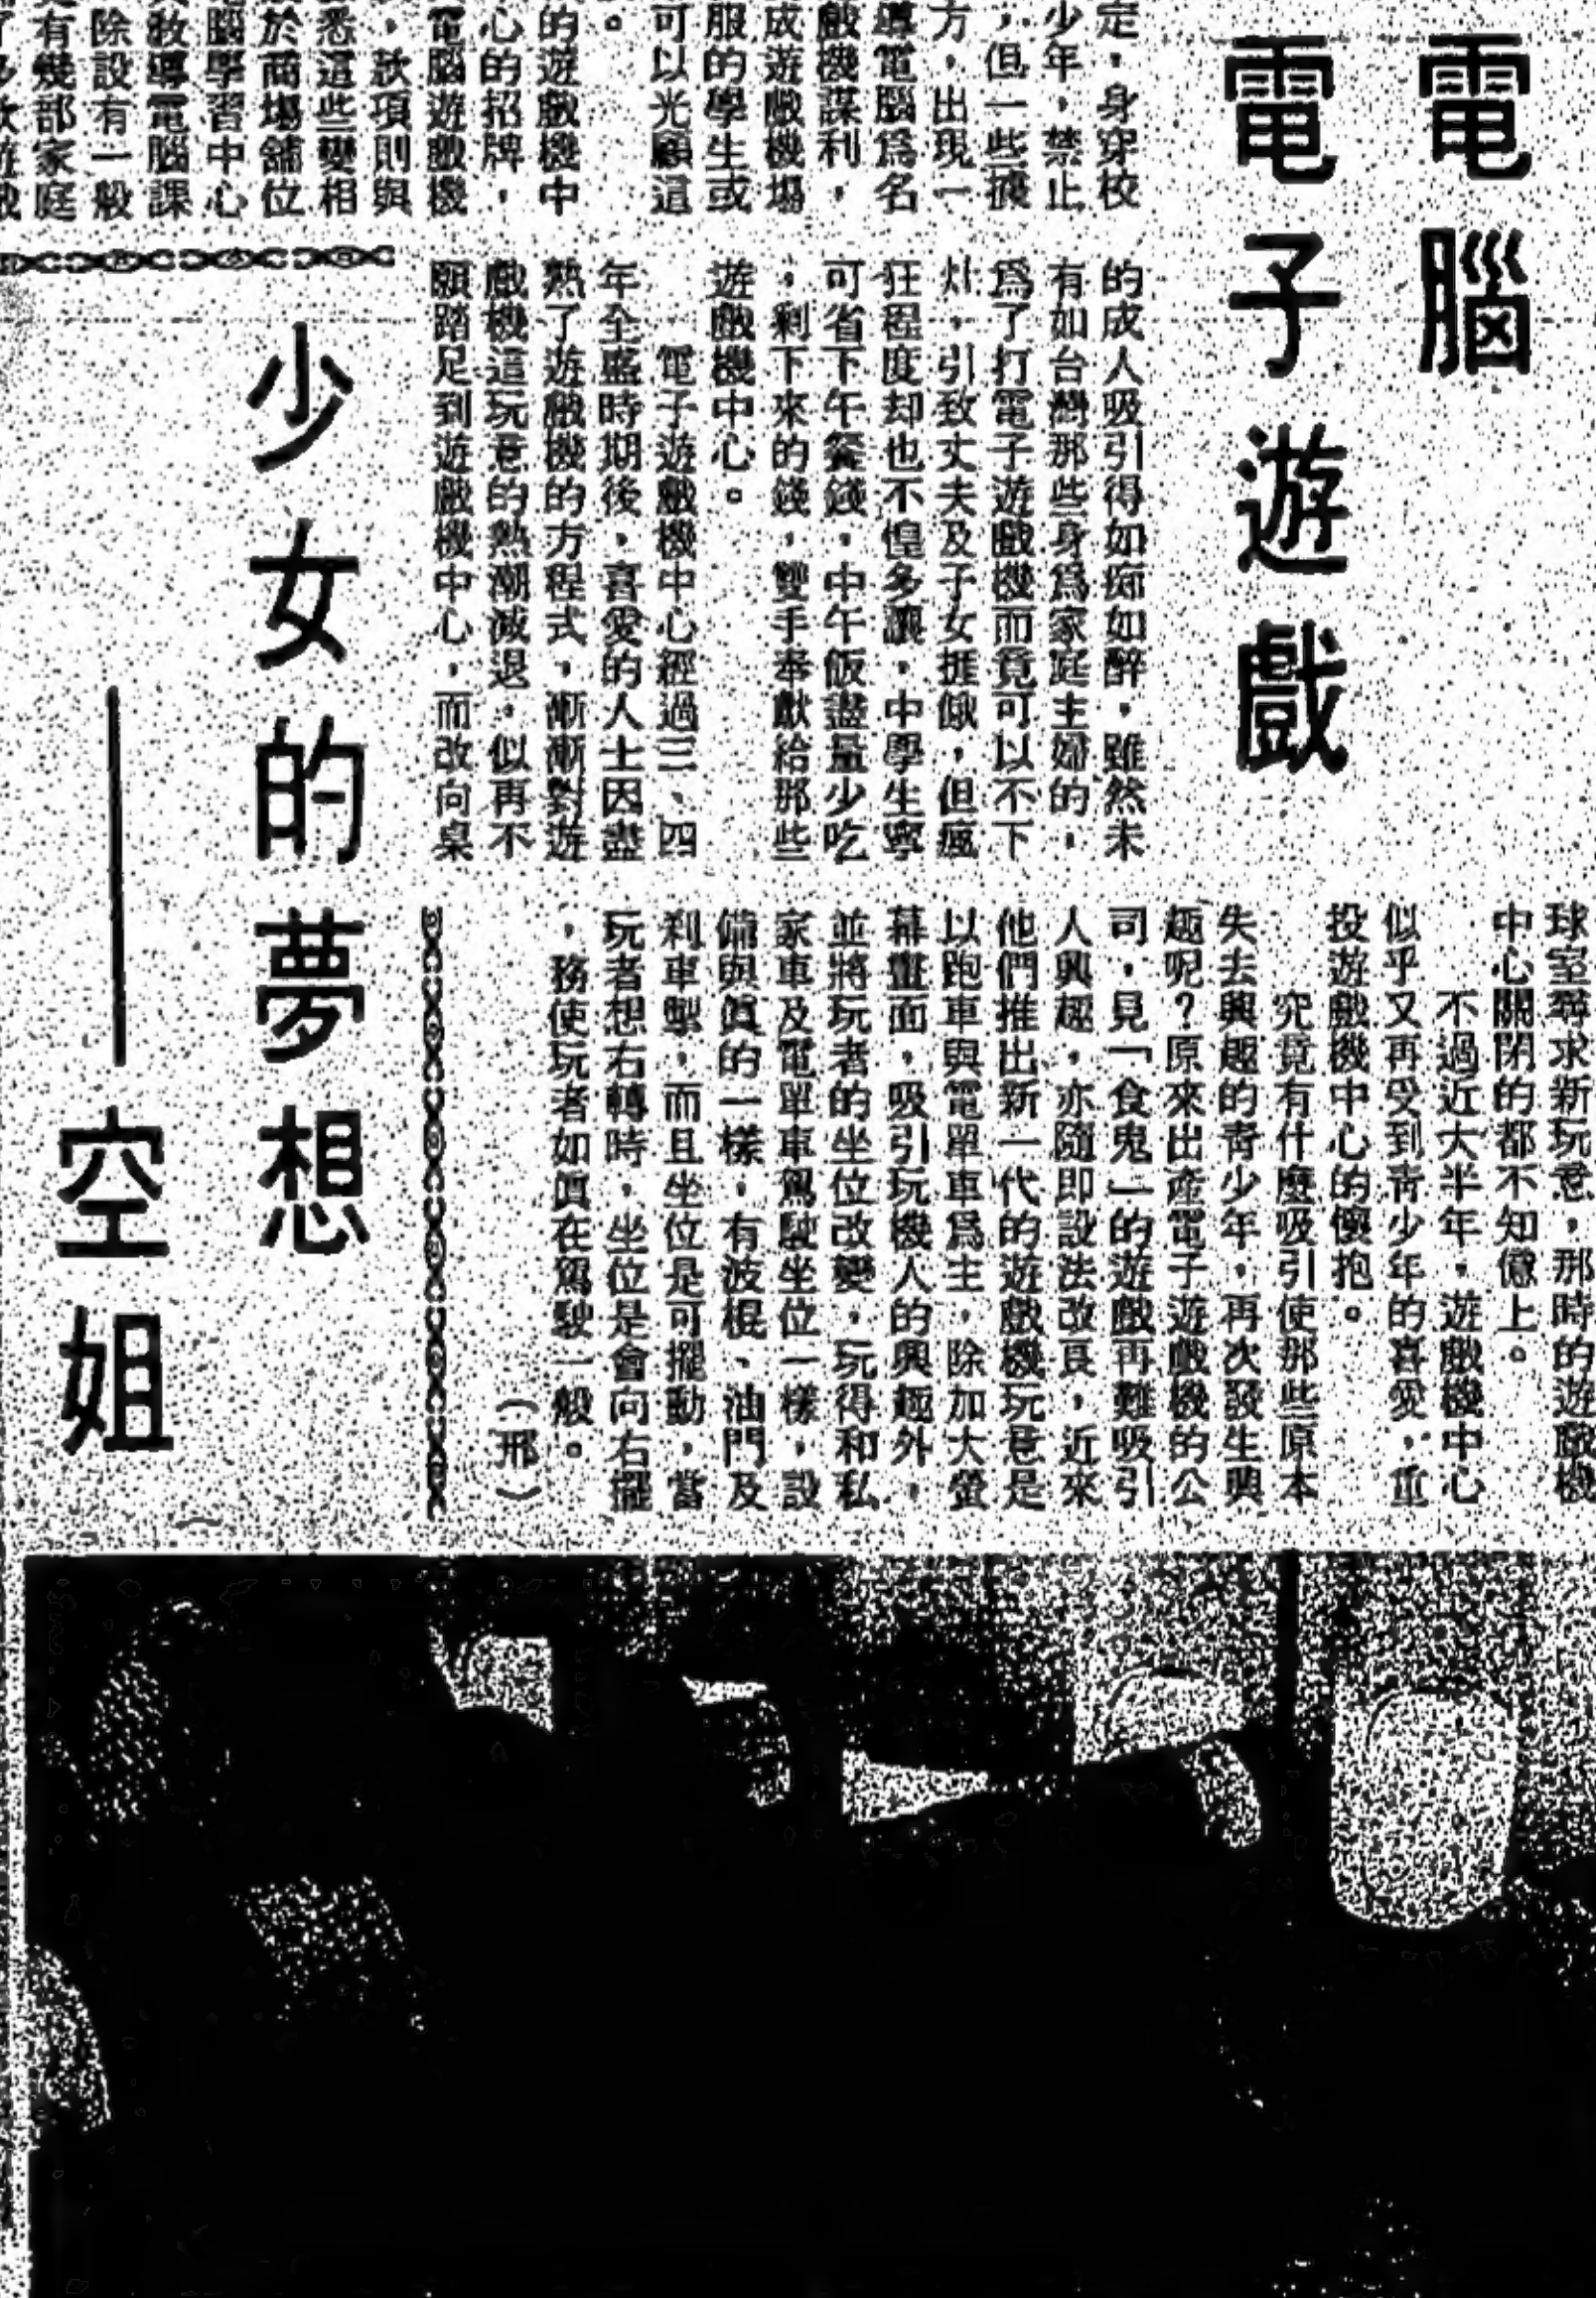 電腦
電子遊戲
定，身穿校
少年，禁止
，但一些機
方，出現一
導電腦爲名
戲機謀利，
成遊戲機場
服的學生或
可以光顧這
。
的遊戲機中
心的招牌，
電腦遊戲機
，款項則與
悉這些變相
於商場舖位
腦學習中心
教導電腦課
除設有一般
有幾部家庭
的成人吸引得如痴如醉，雖然未
有如台灣那些身爲家庭主婦的，
爲了打電子遊戲機而竟可以不下
灶，引致丈夫及子女捱餓，但瘋
狂程度却也不惶多讓，中學生寧
可省下午餐錢，中午飯盡量少吃
，剩下來的錢，雙手奉獻給那些
遊戲機中心。
電子遊戲機中心經過三、四
年全盛時期後，喜愛的人士因盡
熟了遊戲機的方程式，漸漸對遊
戲機這玩意的熱潮减退，似再不
願踏足到遊戲機中心，而改向桌
球室尋求新玩意，那時的遊戲機
中心關閉的都不知凡上。
不過近大半年，遊戲機中心
似乎又再受到青少年的喜愛，重
投遊戲機中心的懷抱。
究竟有什麼吸引使那些原本
失去興趣的青少年，再次發生興
趣呢？原來出產電子遊戲機的公
司，見「食鬼」的遊戲再難吸引
人興趣，亦隨即設法改良，近來
他們推出新一代的遊戲機玩意是
以跑車與電單車爲主，除加大螢
幕畫面，吸引玩機人的興趣外，
並將玩者的坐位改變，玩得和私
家車及電單車駕駛坐位一樣，設
備與眞的一樣，有波棍、油門及
刹車掣，而且坐位是可擺動，當
玩者想右轉時，坐位是會向右擺
，務使玩者如眞在駕駛一般。
（邢）
少女的夢想
——空姐